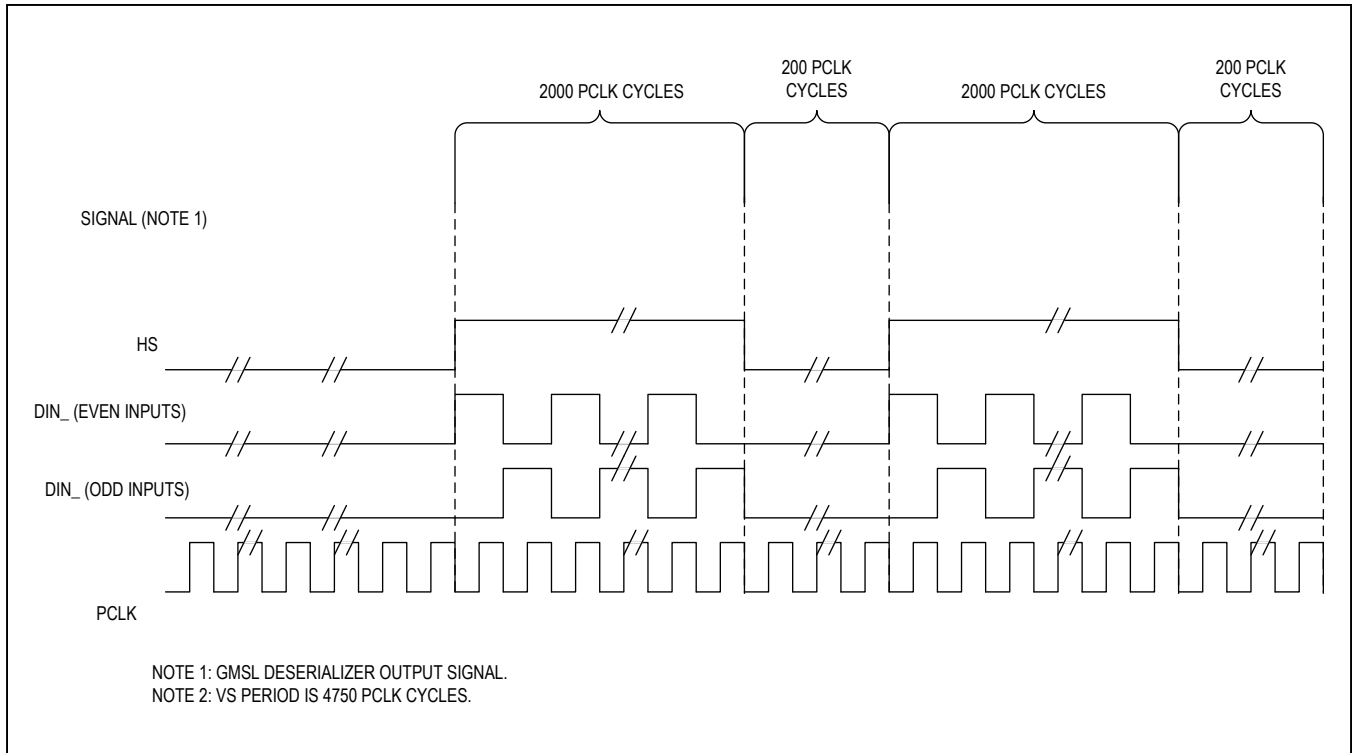 2000 PCLK CYCLES
200 PCLK
CYCLES
2000 PCLK CYCLES
200 PCLK
CYCLES
SIGNAL (NOTE 1)
HS
DIN_ (EVEN INPUTS)
DIN_ (ODD INPUTS)
PCLK
NOTE 1: GMSL DESERIALIZER OUTPUT SIGNAL.
NOTE 2: VS PERIOD IS 4750 PCLK CYCLES.